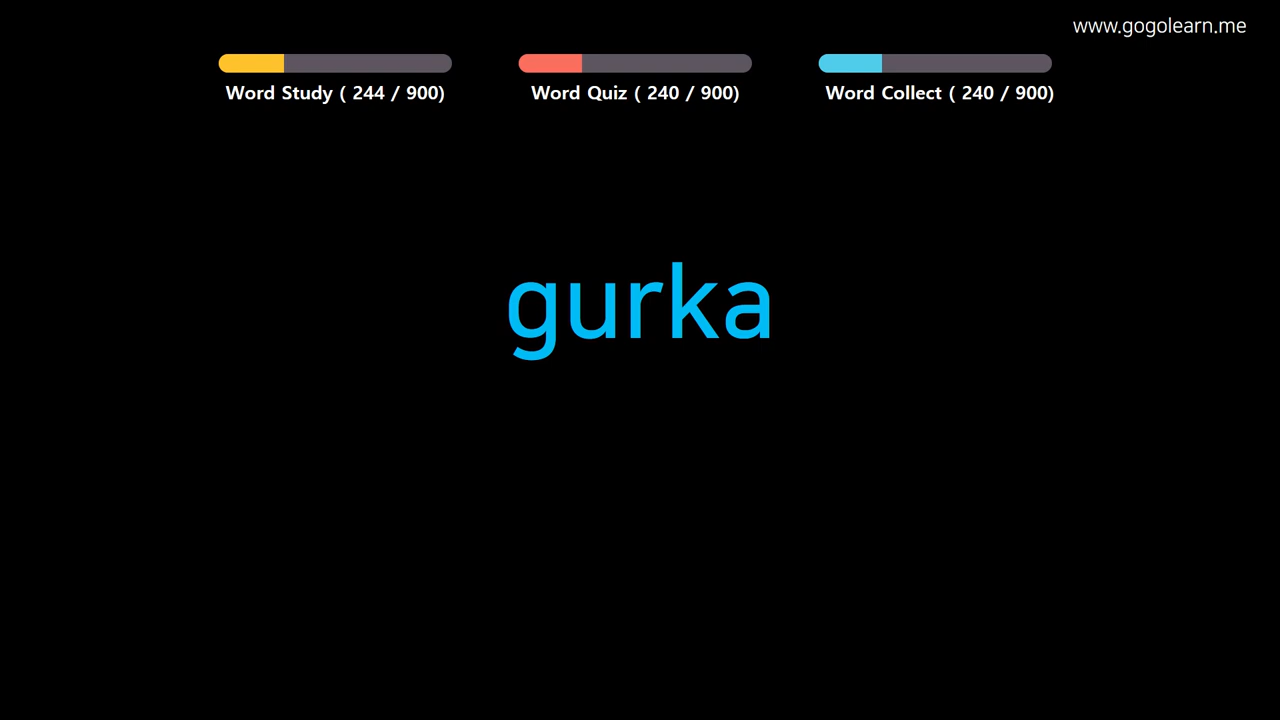 www.gogolearn.me
Word Study ( 244 / 900)
Word Quiz ( 240 / 900)
Word Collect ( 240 / 900)
gurka